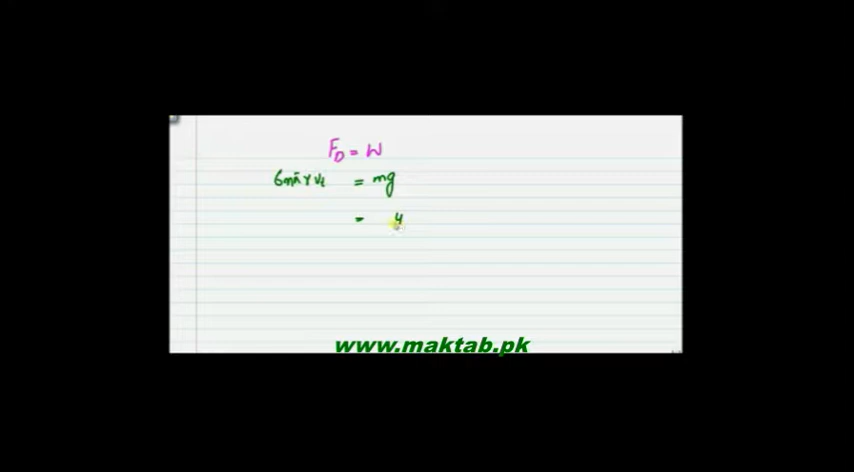 F_D = W
6πηrv_t = mg
= 4
www.maktab.pk